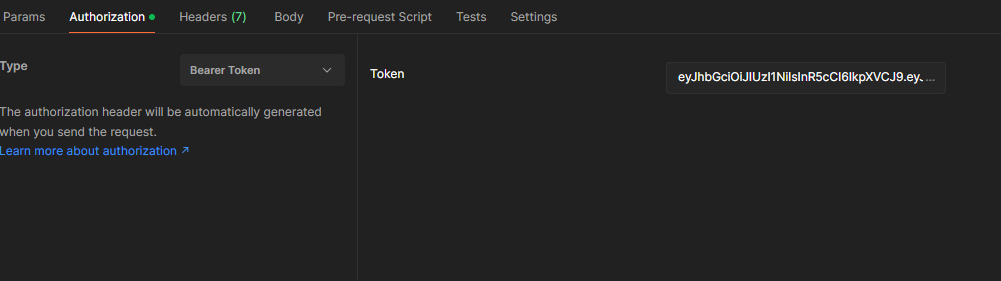 Params Authorization Headers (7) Body Pre-request Script Tests Settings
Type
Bearer Token
The authorization header will be automatically generated
when you send the request.
Learn more about authorization ↗
Token
eyJhbGciOiJIUzI1NiIsInR5cCI6IkpXVCJ9.eyJ ...